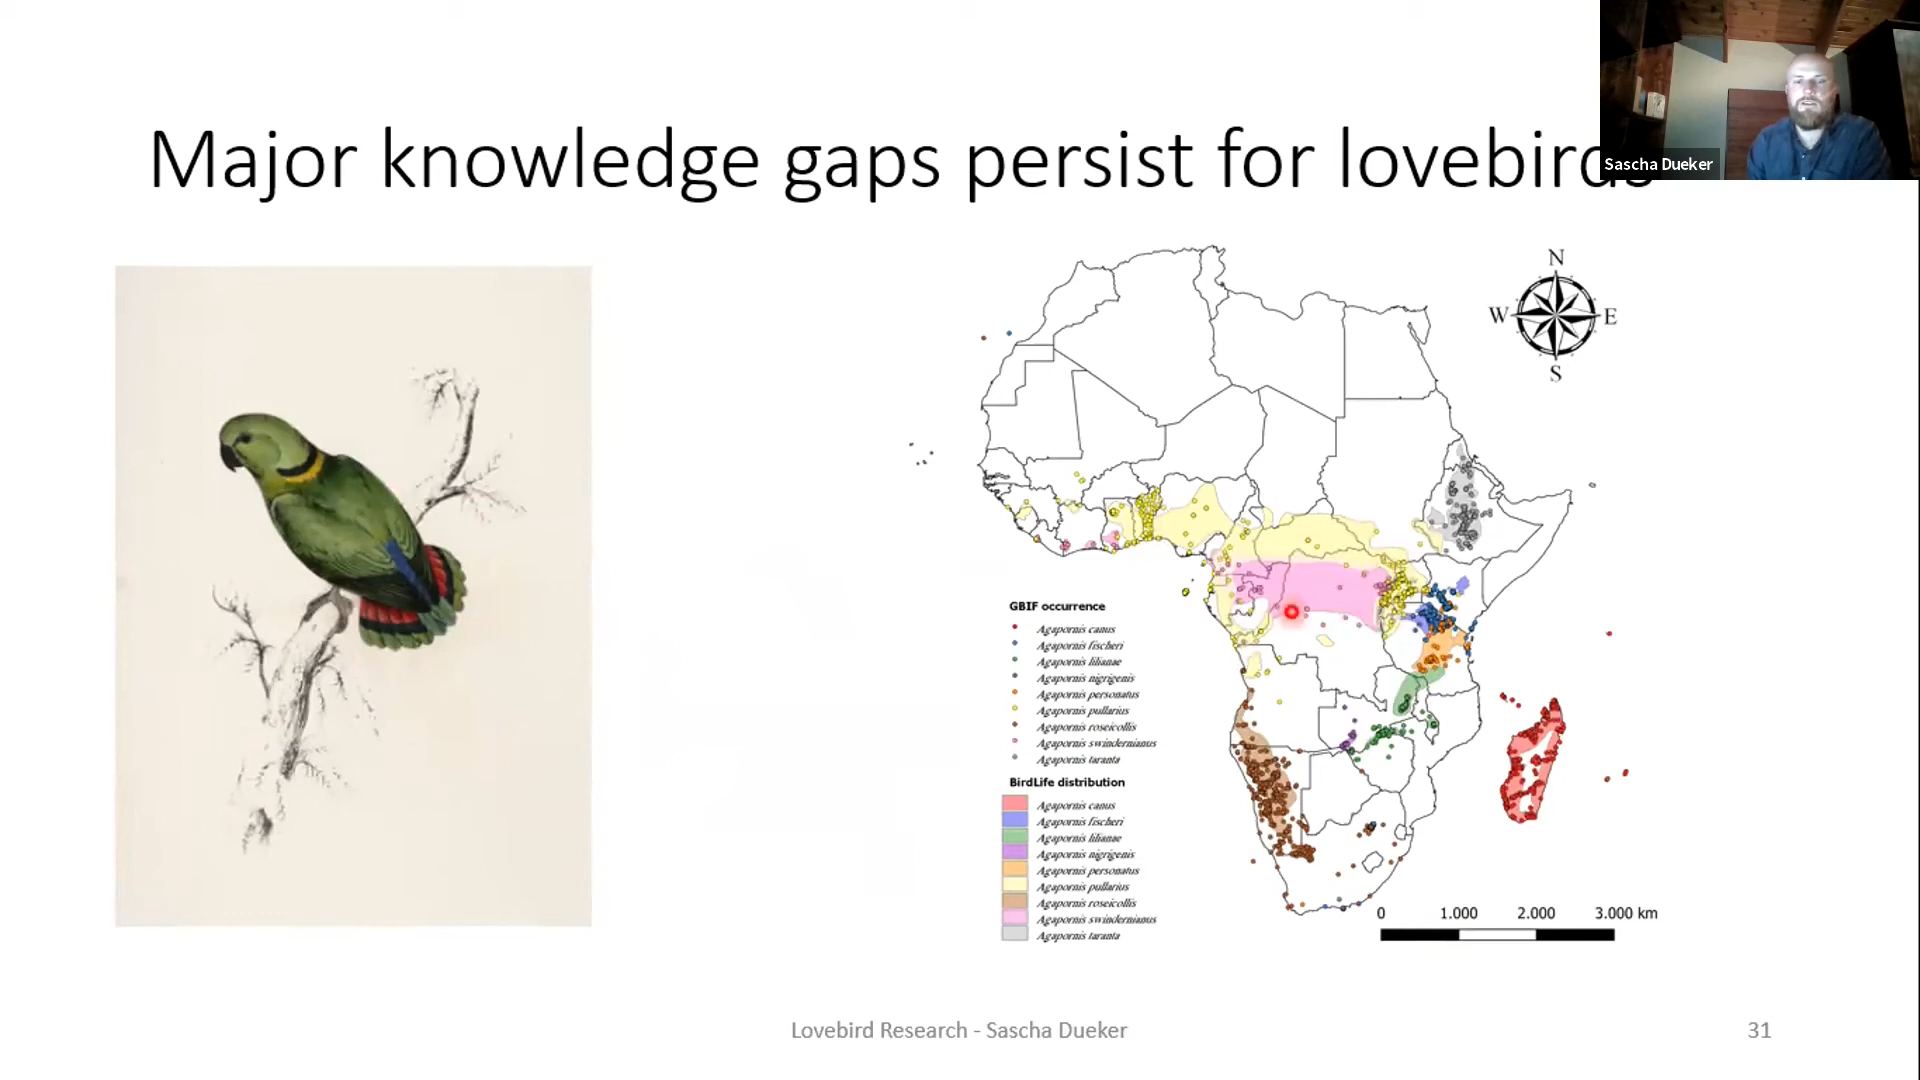 Major knowledge gaps persist for lovebirds
Sascha Dueker
N
W
E
S
GBIF occurrence
Agapornis canus
Agapornis fischeri
Agapornis lilianae
Agapornis nigrigenis
Agapornis personatus
Agapornis pullarius
Agapornis roseicollis
Agapornis swindernianus
Agapornis taranta
BirdLife distribution
Agapornis canus
Agapornis fischeri
Agapornis lilianae
Agapornis nigrigenis
Agapornis personatus
Agapornis pullarius
Agapornis roseicollis
Agapornis swindernianus
Agapornis taranta
0 1.000 2.000 3.000 km
Lovebird Research - Sascha Dueker
31